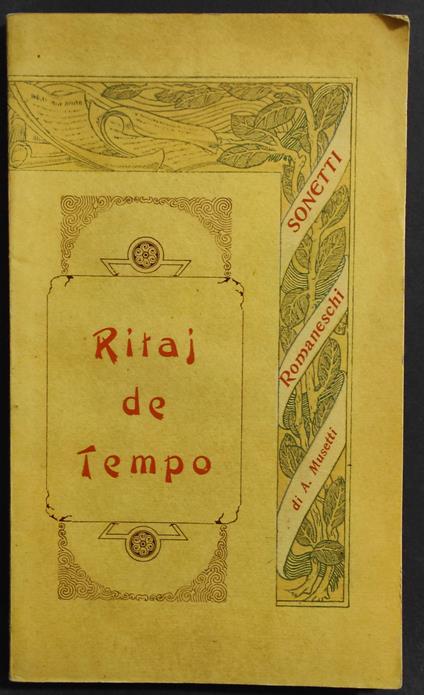 SONETTI
Romaneschi
di A. Musetti
Ritaj
de
Tempo